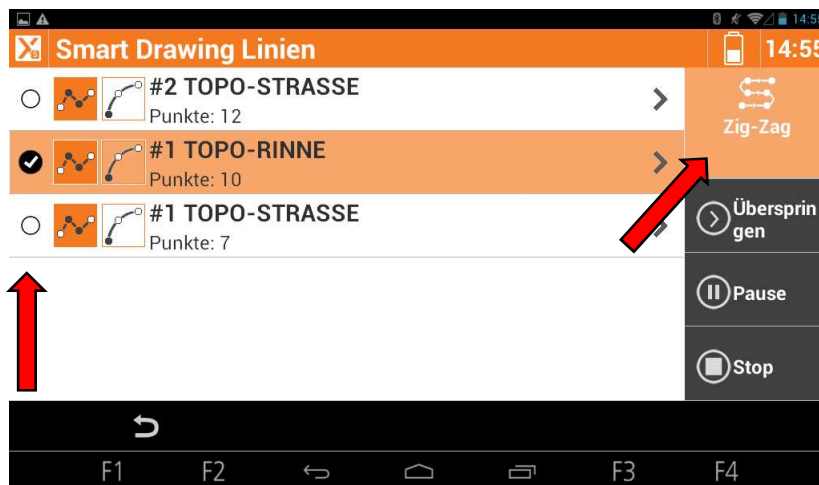 14:55
Smart Drawing Linien
14:55
#2 TOPO-STRASSE
Punkte: 12
#1 TOPO-RINNE
Punkte: 10
#1 TOPO-STRASSE
Punkte: 7
Zig-Zag
Übersprin
gen
Pause
Stop
F1 F2 F3 F4